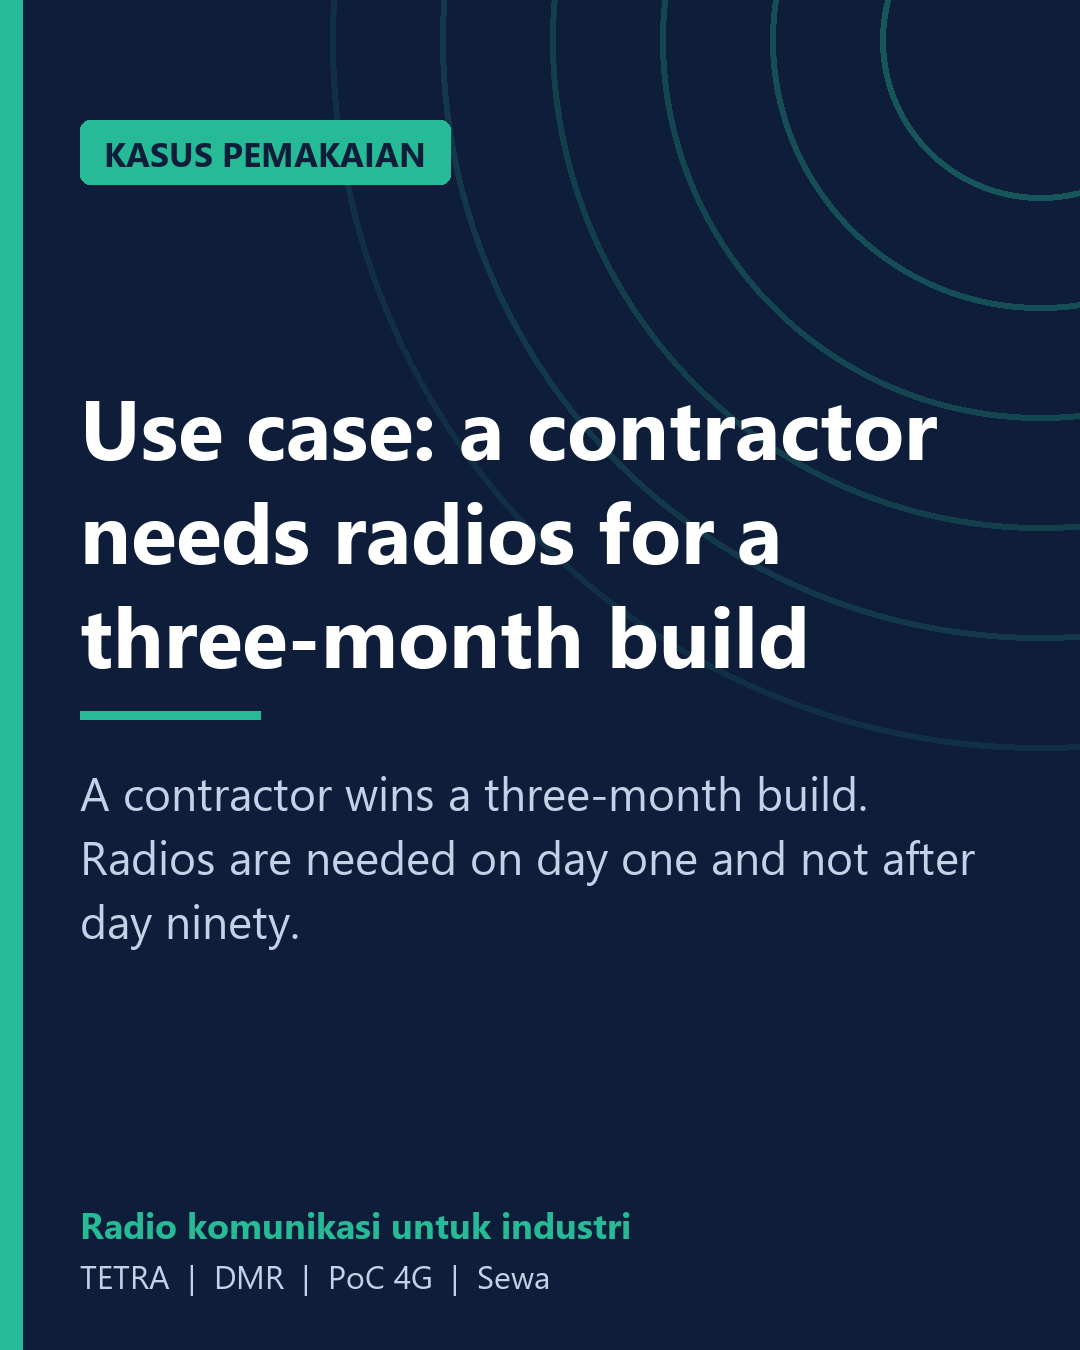 KASUS PEMAKAIAN
Use case: a contractor
needs radios for a
three-month build
A contractor wins a three-month build.
Radios are needed on day one and not after
day ninety.
Radio komunikasi untuk industri
TETRA | DMR | PoC 4G | Sewa